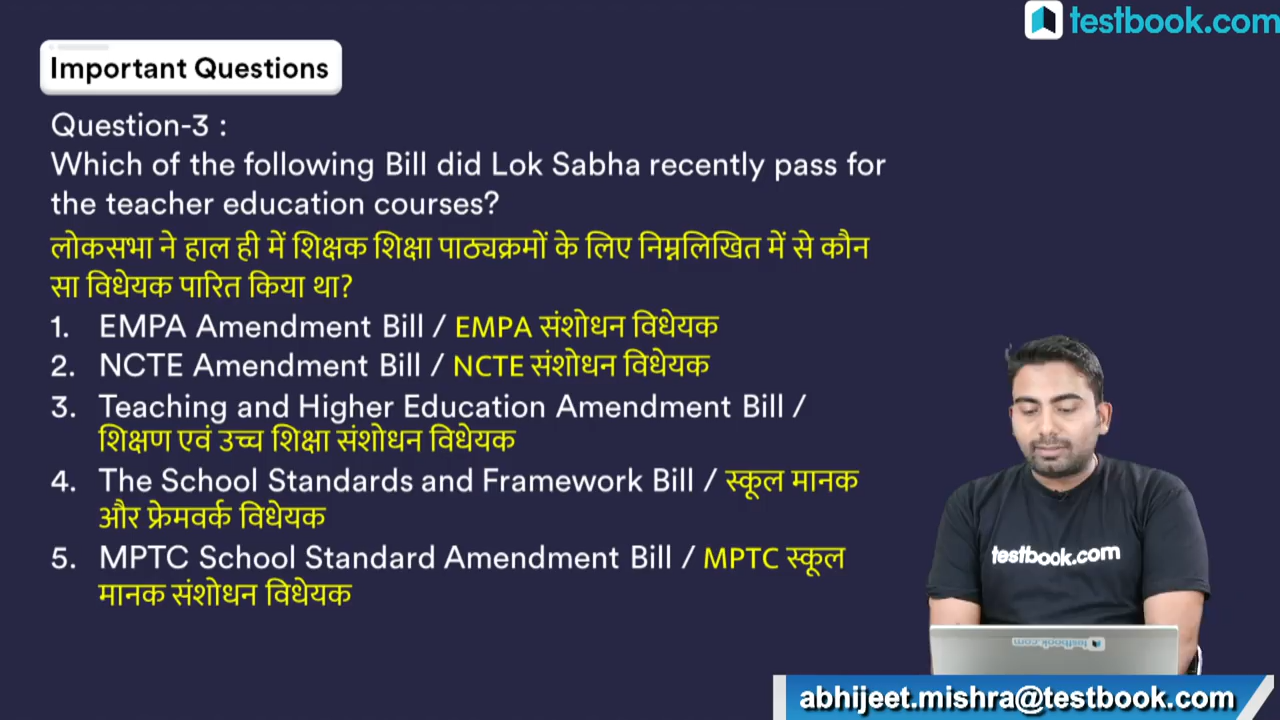 testbook.com
Important Questions
Question-3 :
Which of the following Bill did Lok Sabha recently pass for
the teacher education courses?
लोकसभा ने हाल ही में शिक्षक शिक्षा पाठ्यक्रमों के लिए निम्नलिखित में से कौन
सा विधेयक पारित किया था?
1. EMPA Amendment Bill / EMPA संशोधन विधेयक
2. NCTE Amendment Bill / NCTE संशोधन विधेयक
3. Teaching and Higher Education Amendment Bill /
शिक्षण एवं उच्च शिक्षा संशोधन विधेयक
4. The School Standards and Framework Bill / स्कूल मानक
और फ्रेमवर्क विधेयक
5. MPTC School Standard Amendment Bill / MPTC स्कूल
मानक संशोधन विधेयक
testbook.com
testbook.com
abhijeet.mishra@testbook.com